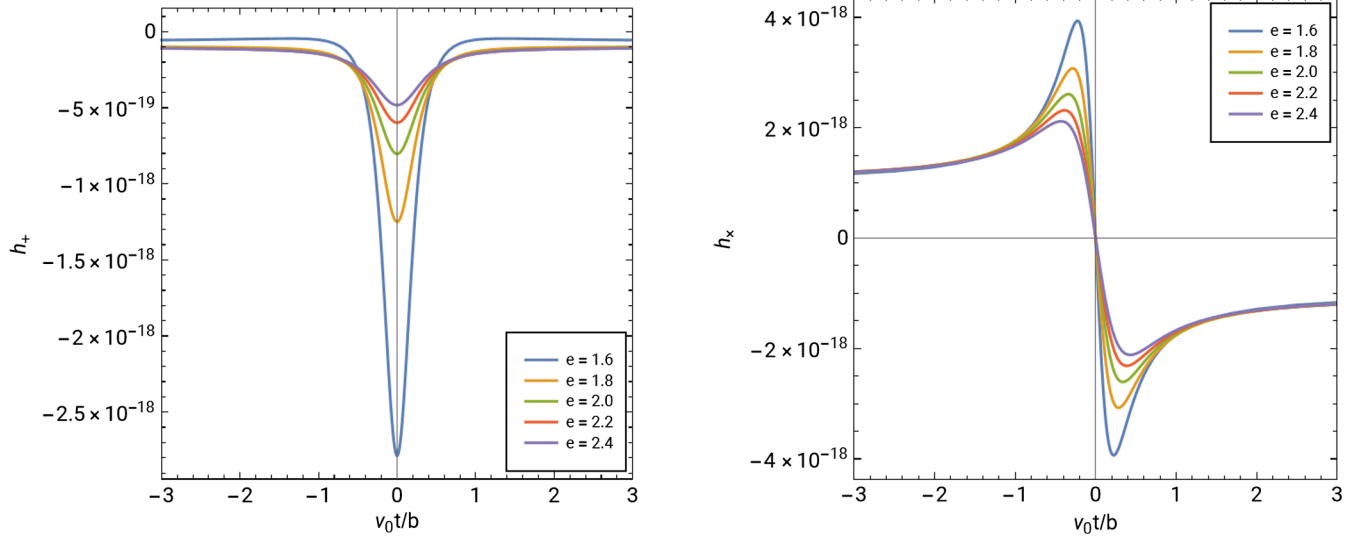 0
−5 × 10⁻¹⁹
−1 × 10⁻¹⁸
−1.5 × 10⁻¹⁸
−2 × 10⁻¹⁸
−2.5 × 10⁻¹⁸
h₊
−3 −2 −1 0 1 2 3
v₀t/b
e = 1.6
e = 1.8
e = 2.0
e = 2.2
e = 2.4
4 × 10⁻¹⁸
2 × 10⁻¹⁸
0
−2 × 10⁻¹⁸
−4 × 10⁻¹⁸
hₓ
−3 −2 −1 0 1 2 3
v₀t/b
e = 1.6
e = 1.8
e = 2.0
e = 2.2
e = 2.4